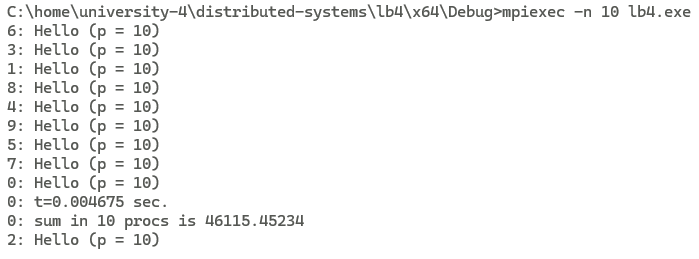 C:\home\university-4\distributed-systems\lb4\x64\Debug>mpiexec -n 10 lb4.exe
6: Hello (p = 10)
3: Hello (p = 10)
1: Hello (p = 10)
8: Hello (p = 10)
4: Hello (p = 10)
9: Hello (p = 10)
5: Hello (p = 10)
7: Hello (p = 10)
0: Hello (p = 10)
0: t=0.004675 sec.
0: sum in 10 procs is 46115.45234
2: Hello (p = 10)